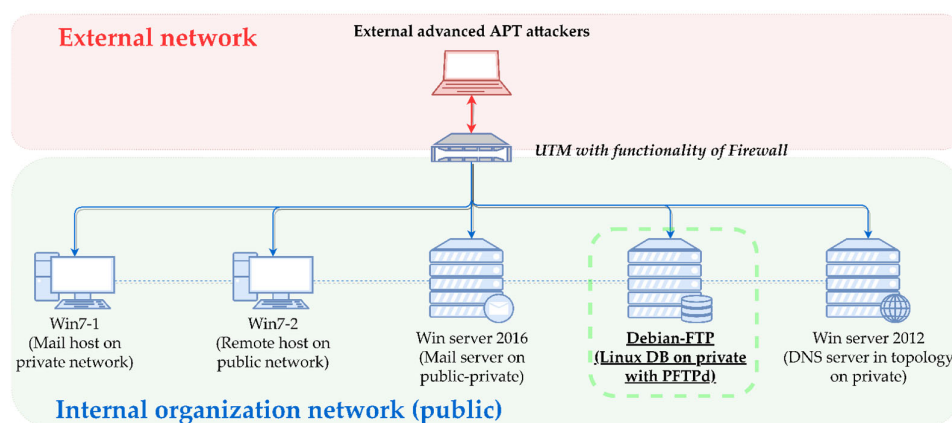 External network
External advanced APT attackers
UTM with functionality of Firewall
Win7-1
(Mail host on
private network)
Win7-2
(Remote host on
public network)
Win server 2016
(Mail server on
public-private)
Debian-FTP
(Linux DB on private
with PFTPd)
Win server 2012
(DNS server in topology
on private)
Internal organization network (public)